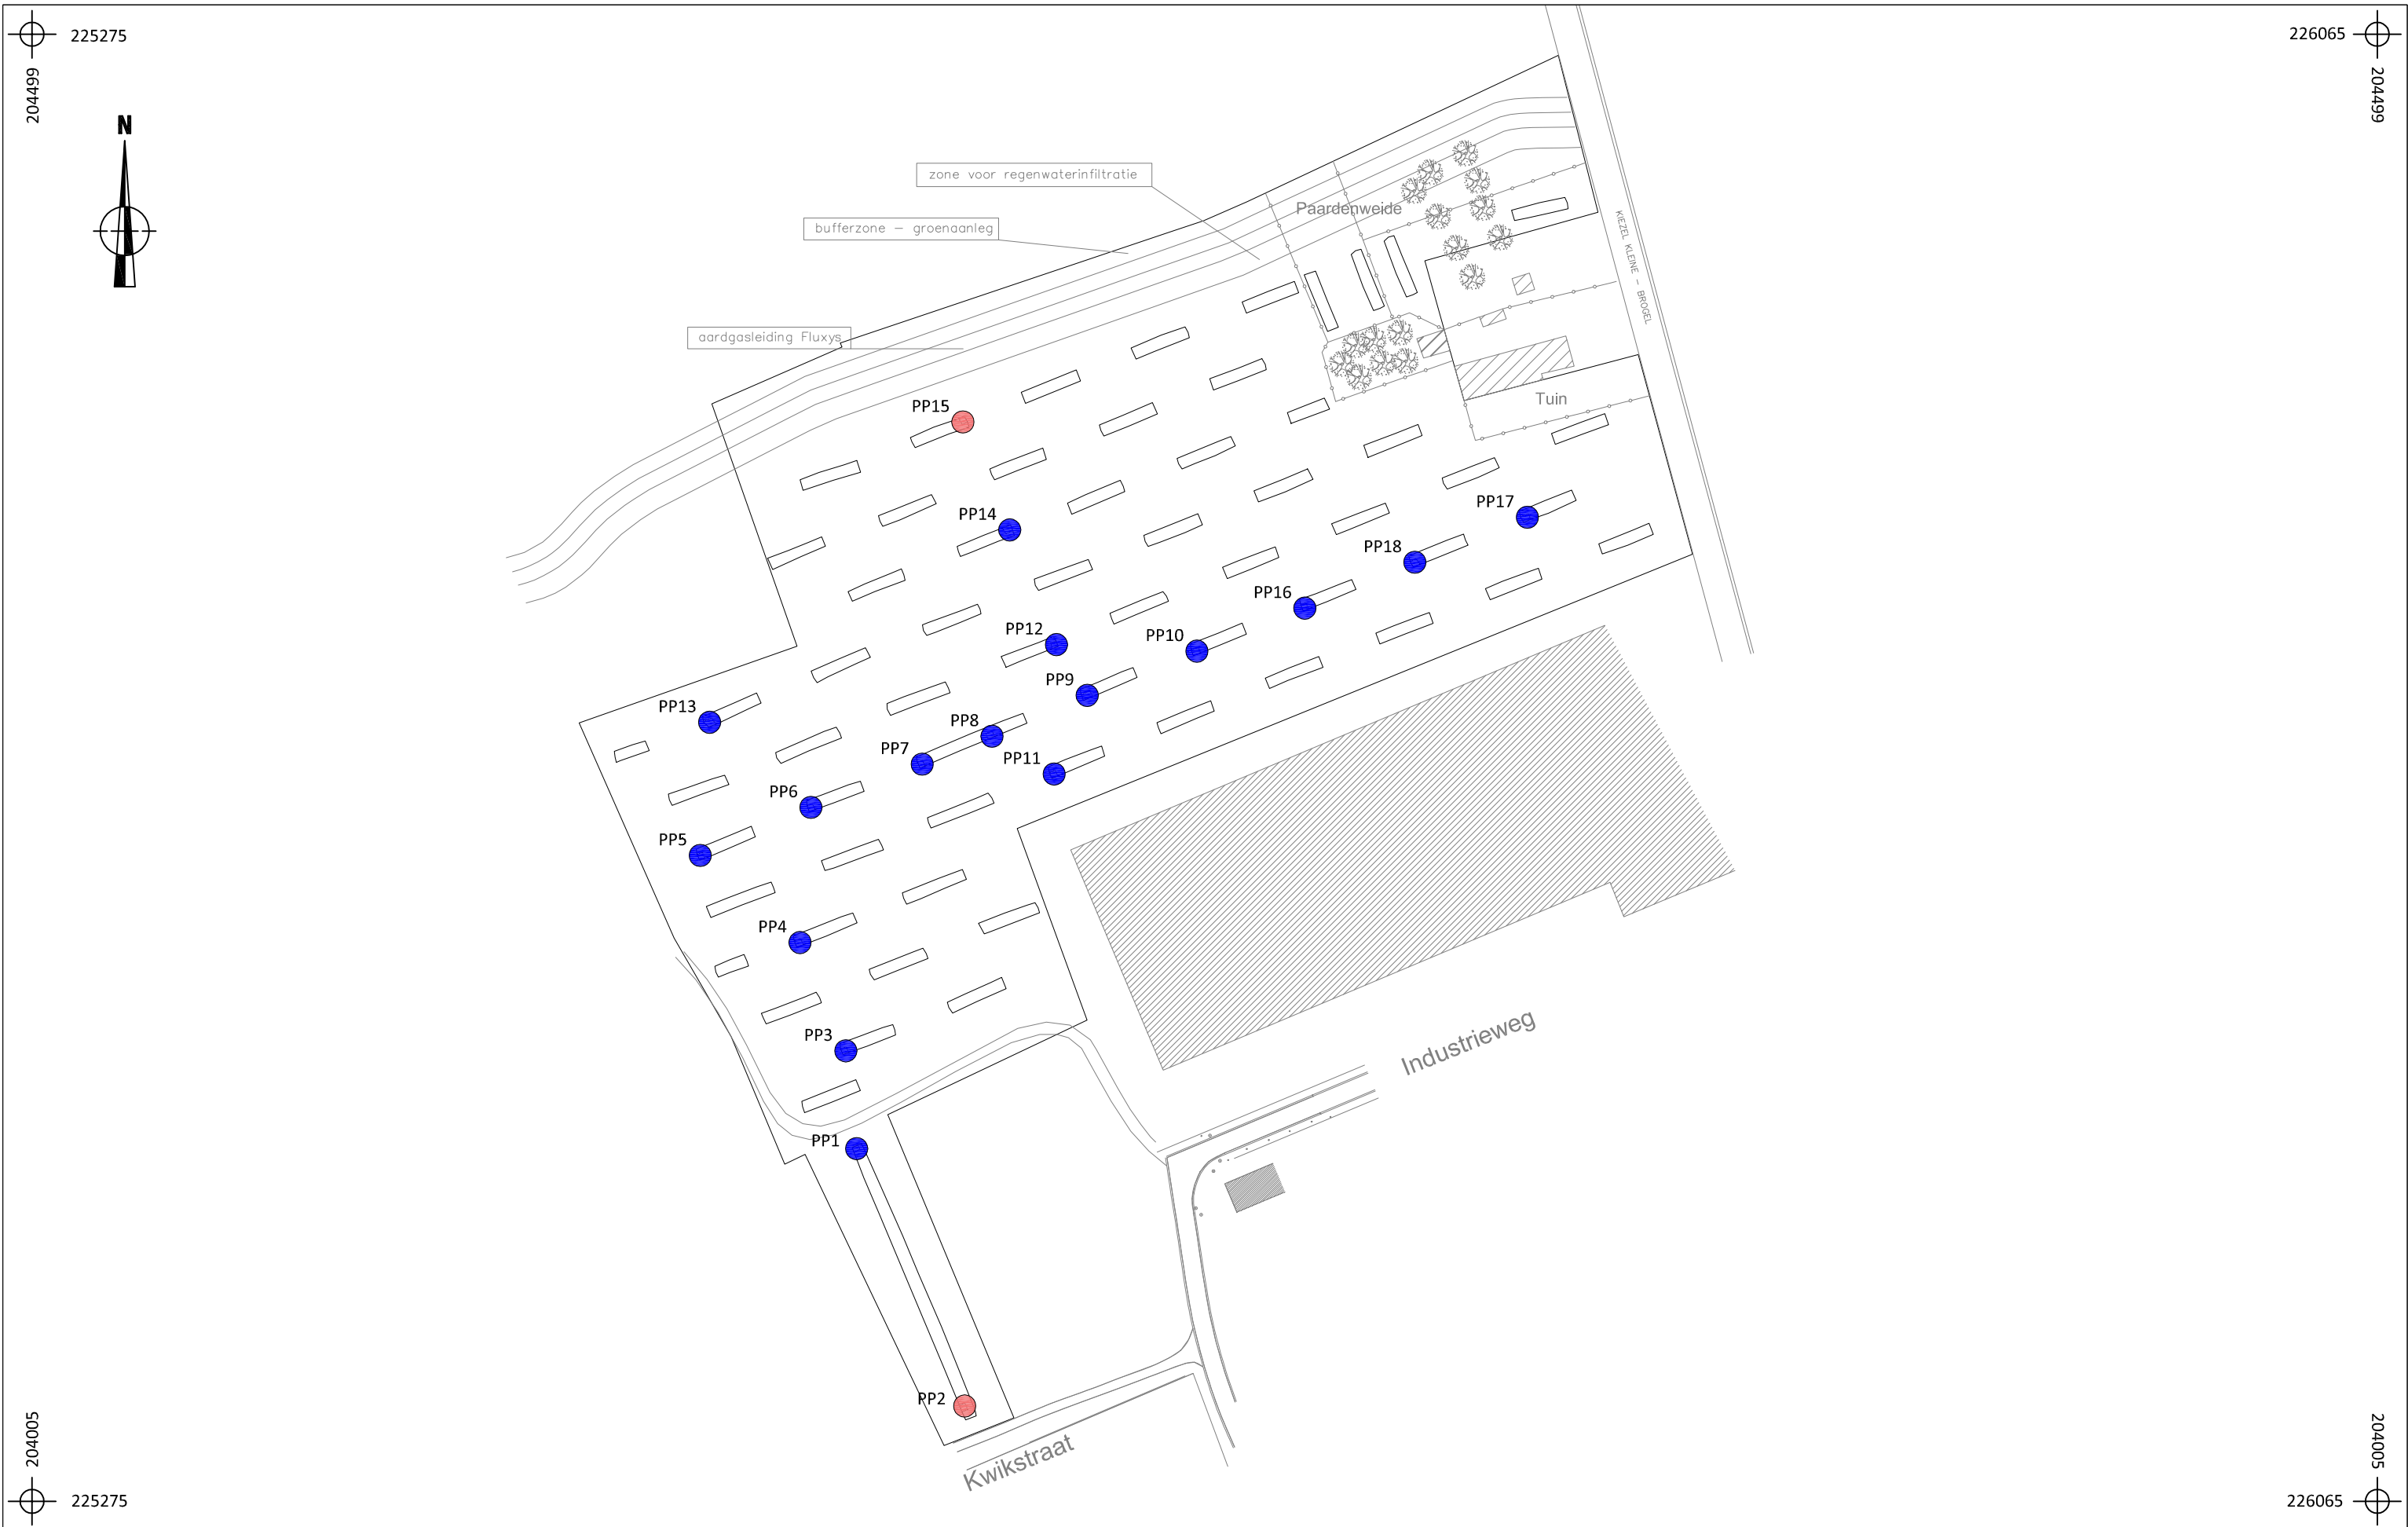 225275
226065
204499
204499
N
zone voor regenwaterinfiltratie
Paardenweide
bufferzone – groenaanleg
KIEZEL KLEINE – BROGEL
aardgasleiding Fluxys
Tuin
PP15
PP17
PP14
PP18
PP16
PP12
PP10
PP9
PP13
PP8
PP7
PP11
PP6
PP5
PP4
PP3
Industrieweg
PP1
PP2
Kwikstraat
204005
204005
225275
226065